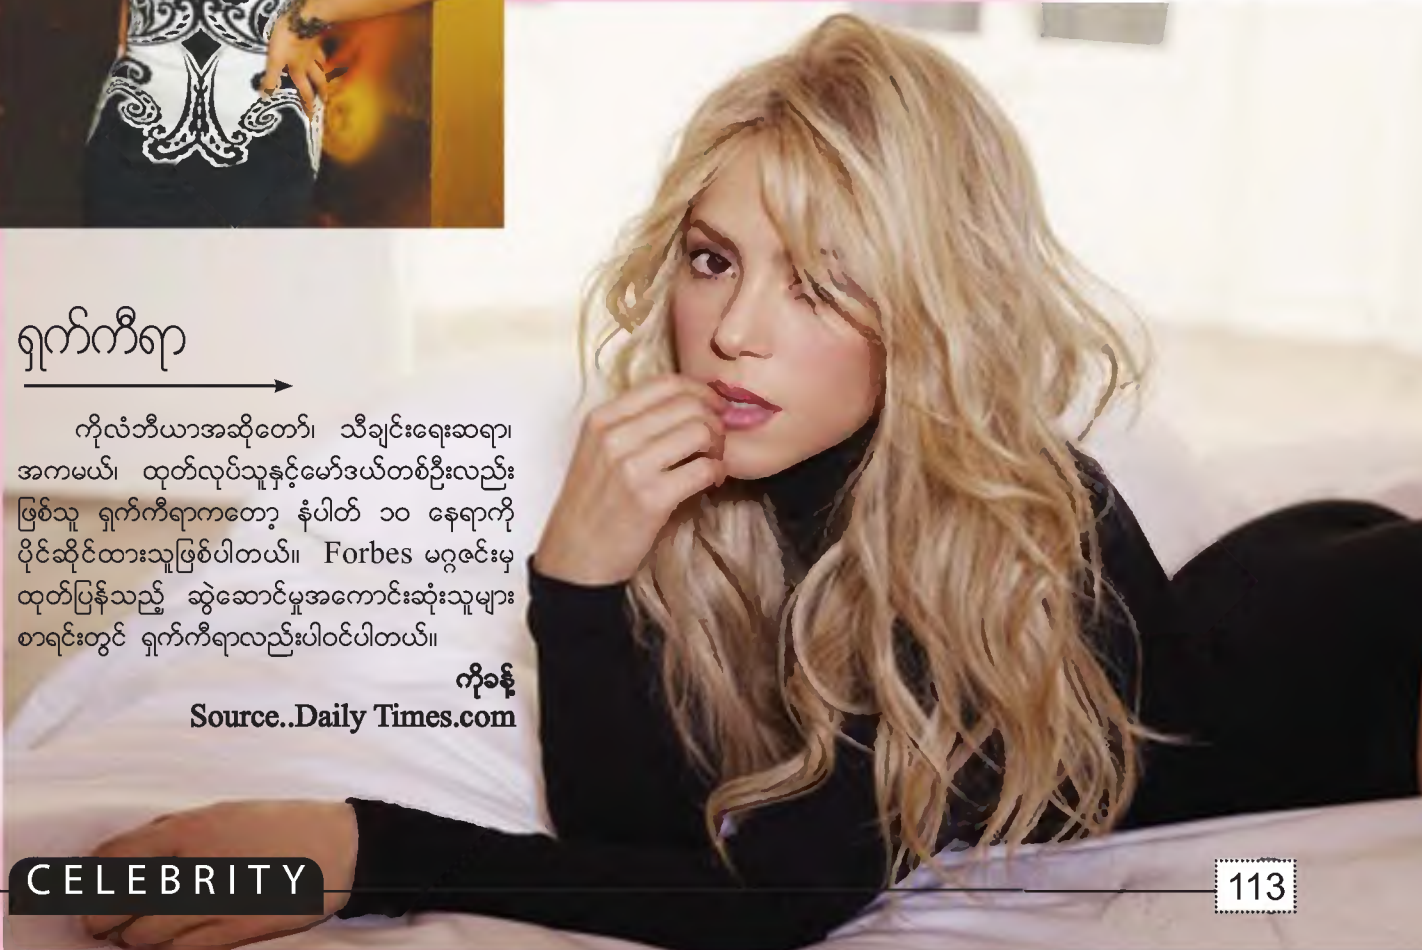 ရှက်ကီရာ
ကိုလံဘီယာအဆိုတော်၊ သီချင်းရေးဆရာ၊
အကမယ်၊ ထုတ်လုပ်သူနှင့်မော်ဒယ်တစ်ဦးလည်း
ဖြစ်သူ ရှက်ကီရာကတော့ နံပါတ် ၁၀ နေရာကို
ပိုင်ဆိုင်ထားသူဖြစ်ပါတယ်။ Forbes မဂ္ဂဇင်းမှ
ထုတ်ပြန်သည့် ဆွဲဆောင်မှုအကောင်းဆုံးသူများ
စာရင်းတွင် ရှက်ကီရာလည်းပါဝင်ပါတယ်။
ကိုခန့်
Source..Daily Times.com
CELEBRITY
113